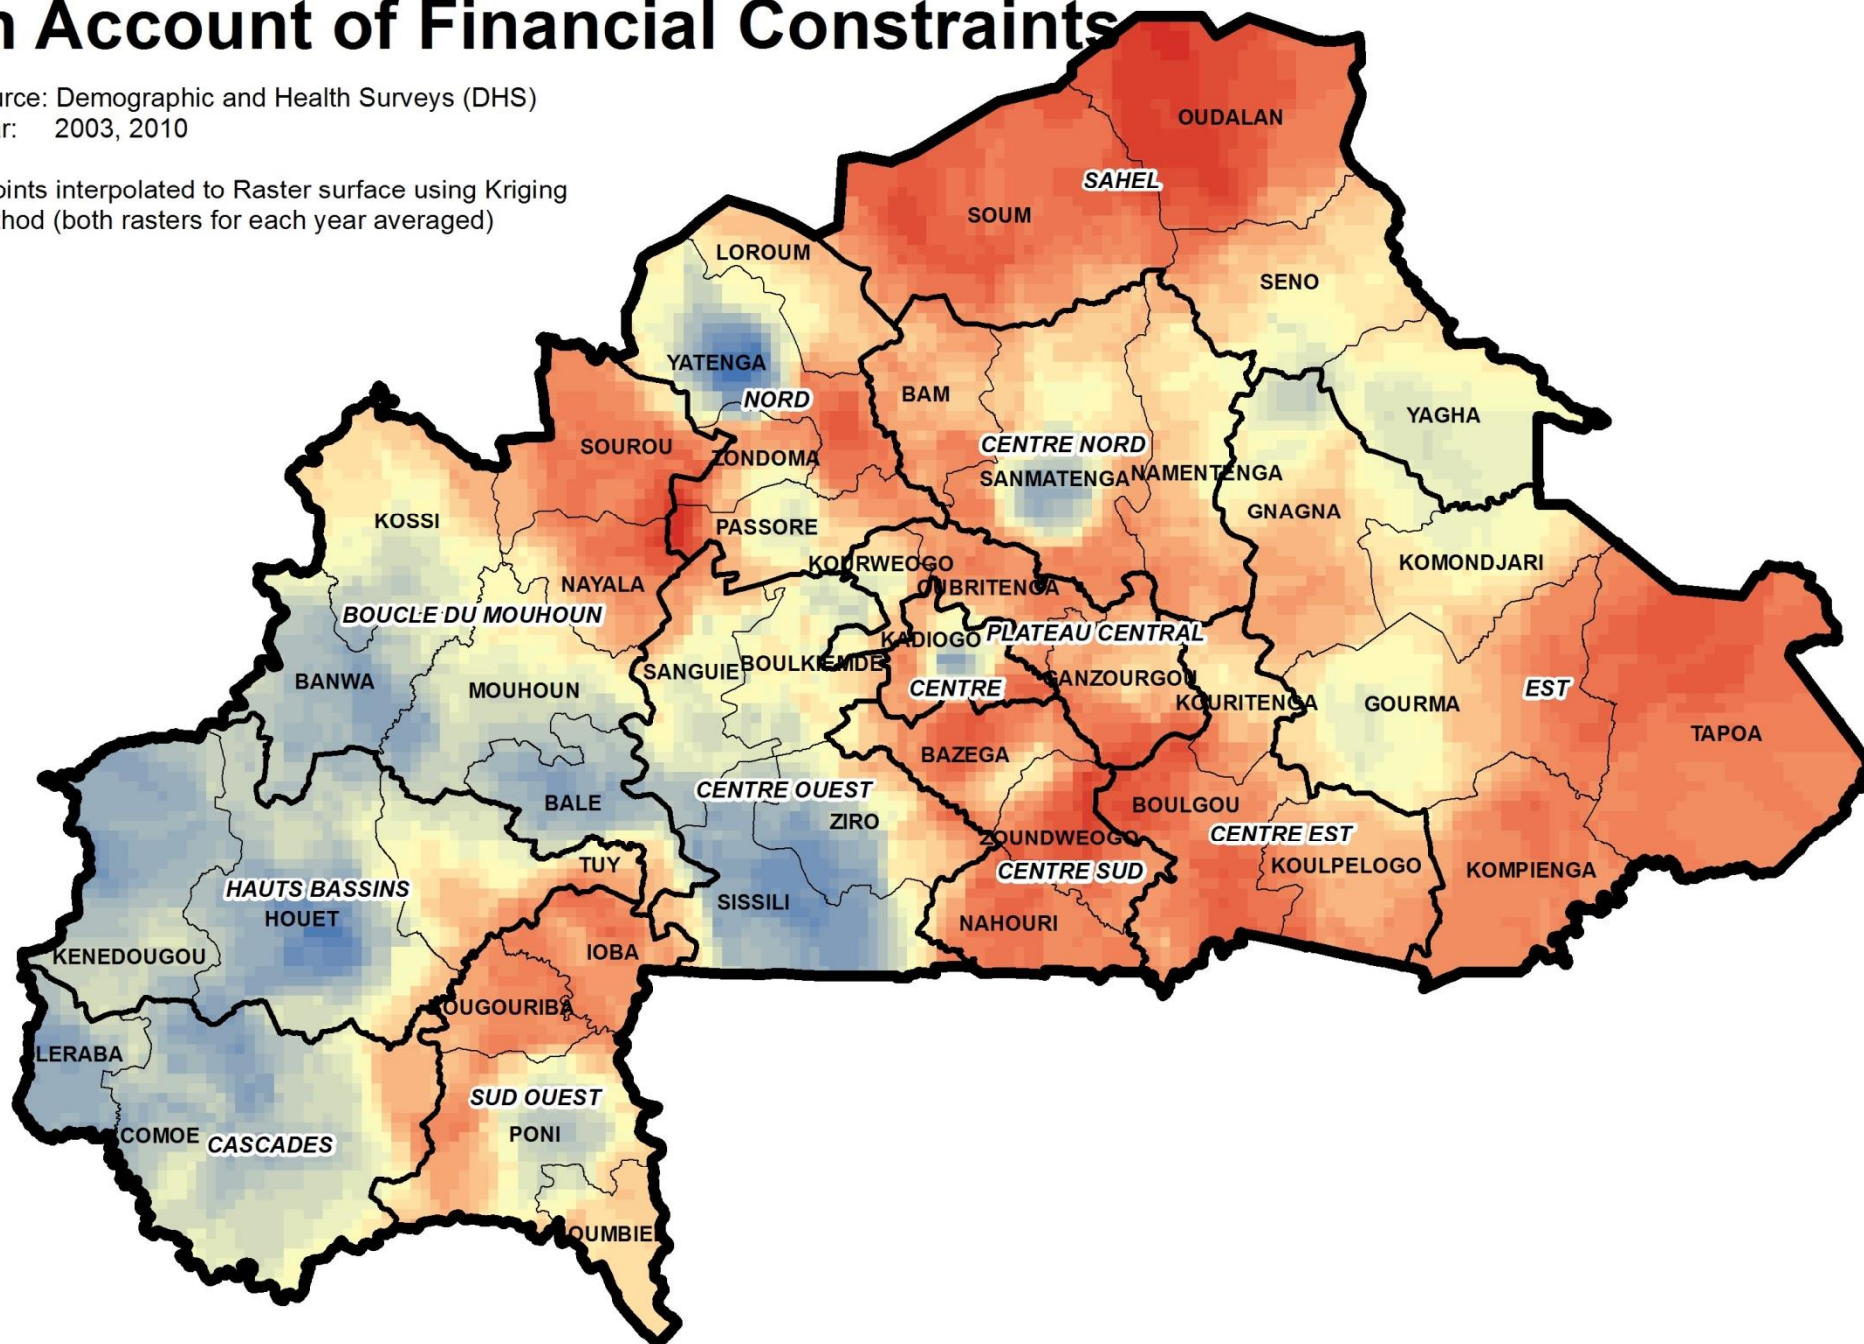 n Account of Financial Constraints
urce: Demographic and Health Surveys (DHS)
r: 2003, 2010
oints interpolated to Raster surface using Kriging
hod (both rasters for each year averaged)
OUDALAN
SAHEL
SOUM
LOROUM
SENO
YATENGA
NORD
BAM
YAGHA
SOUROU
ZONDOMA
CENTRE NORD
SANMATENGA
NAMENTENGA
GNAGNA
KOSSI
PASSORE
KOURWEOGO
KOMONDJARI
NAYALA
OUBRITENGA
BOUCLE DU MOUHOUN
KADIOGO
PLATEAU CENTRAL
SANGUIE
BOULKIEMDE
BANWA
MOUHOUN
CENTRE
GANZOURGOU
KOURITENGA
GOURMA
EST
TAPOA
BAZEGA
CENTRE OUEST
BALE
ZIRO
BOULGOU
ZOUNDWEOGO
CENTRE EST
TUY
CENTRE SUD
KOULPELOGO
KOMPIENGA
HAUTS BASSINS
HOUET
SISSILI
NAHOURI
KENEDOUGOU
IOBA
OUGOURIBA
LERABA
SUD OUEST
PONI
COMOE
CASCADES
OUMBIE